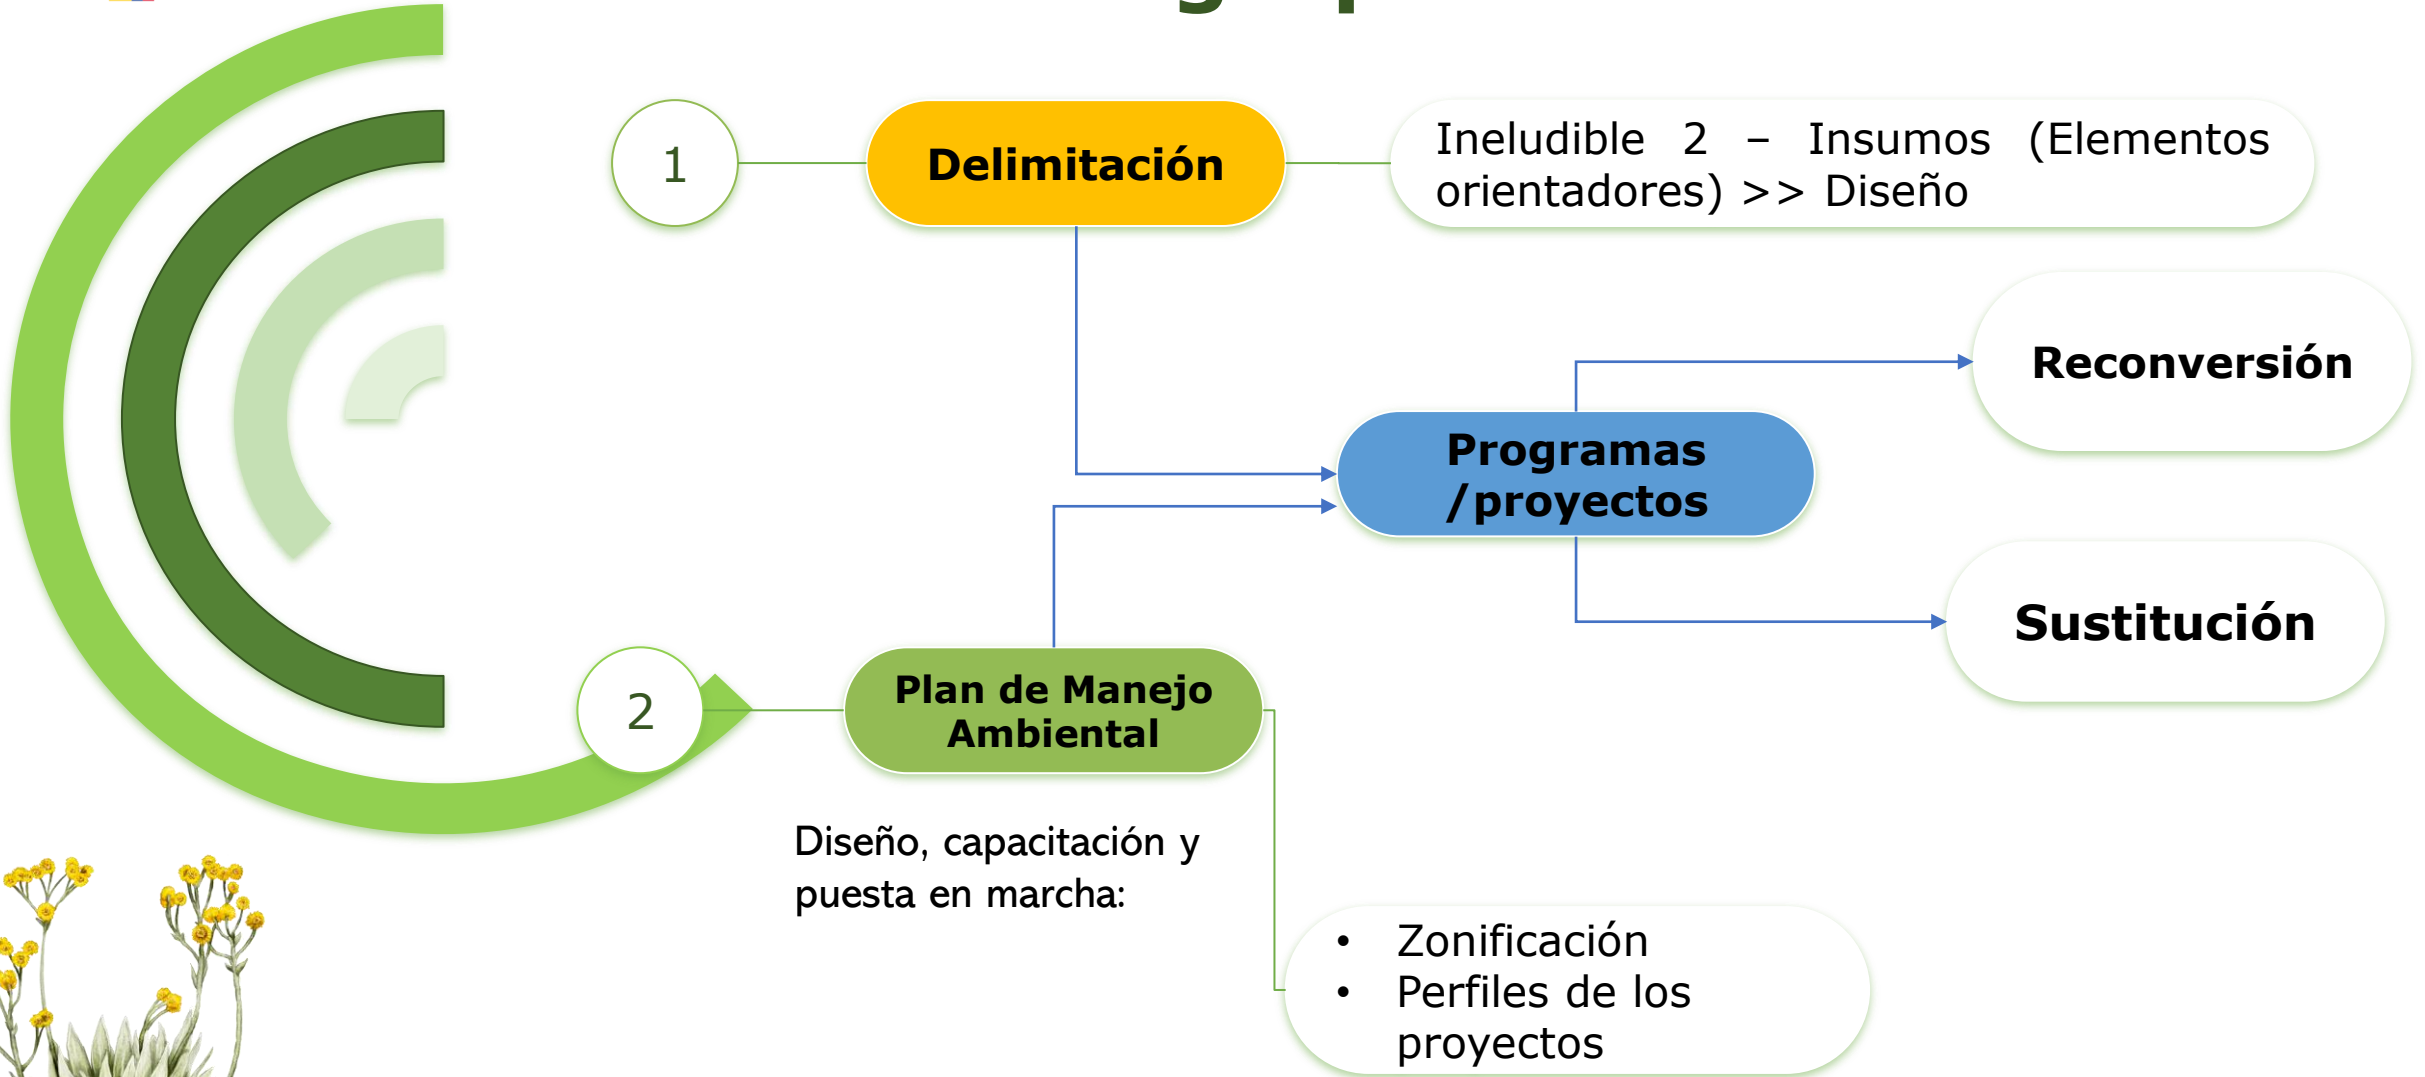 1
Delimitación
Ineludible 2 – Insumos (Elementos
orientadores) >> Diseño
Reconversión
Programas
/proyectos
Sustitución
2
Plan de Manejo
Ambiental
Diseño, capacitación y
puesta en marcha:
• Zonificación
• Perfiles de los
proyectos